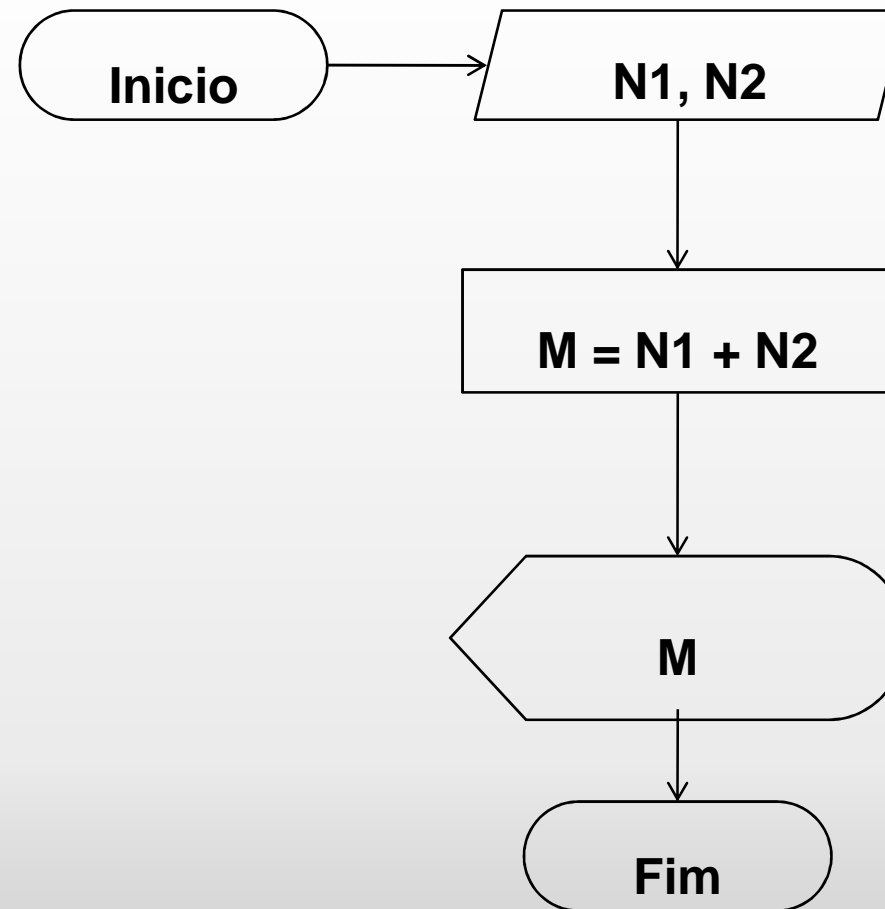 Inicio
N1, N2
M = N1 + N2
M
Fim